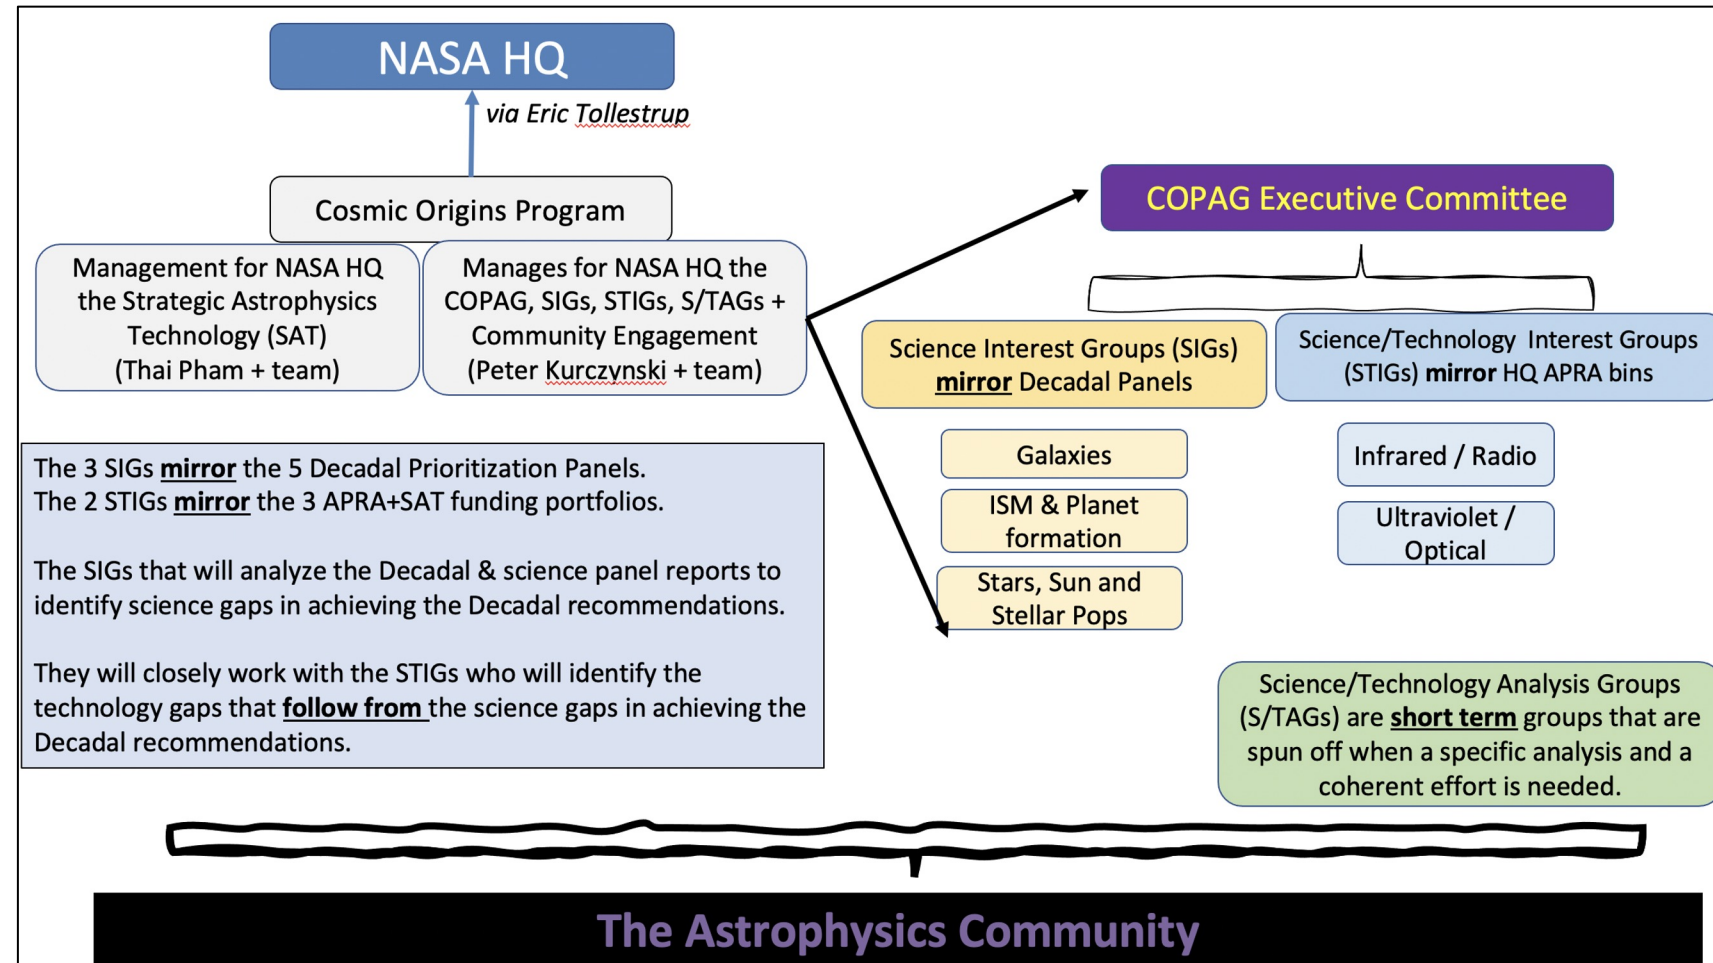 NASA HQ
via Eric Tollestrup
Cosmic Origins Program
Management for NASA HQ
the Strategic Astrophysics
Technology (SAT)
(Thai Pham + team)
Manages for NASA HQ the
COPAG, SIGs, STIGs, S/TAGs +
Community Engagement
(Peter Kurczynski + team)
COPAG Executive Committee
Science Interest Groups (SIGs)
mirror Decadal Panels
Science/Technology Interest Groups
(STIGs) mirror HQ APRA bins
Galaxies
ISM & Planet
formation
Stars, Sun and
Stellar Pops
Infrared / Radio
Ultraviolet /
Optical
The 3 SIGs mirror the 5 Decadal Prioritization Panels.
The 2 STIGs mirror the 3 APRA+SAT funding portfolios.
The SIGs that will analyze the Decadal & science panel reports to
identify science gaps in achieving the Decadal recommendations.
They will closely work with the STIGs who will identify the
technology gaps that follow from the science gaps in achieving the
Decadal recommendations.
Science/Technology Analysis Groups
(S/TAGs) are short term groups that are
spun off when a specific analysis and a
coherent effort is needed.
The Astrophysics Community